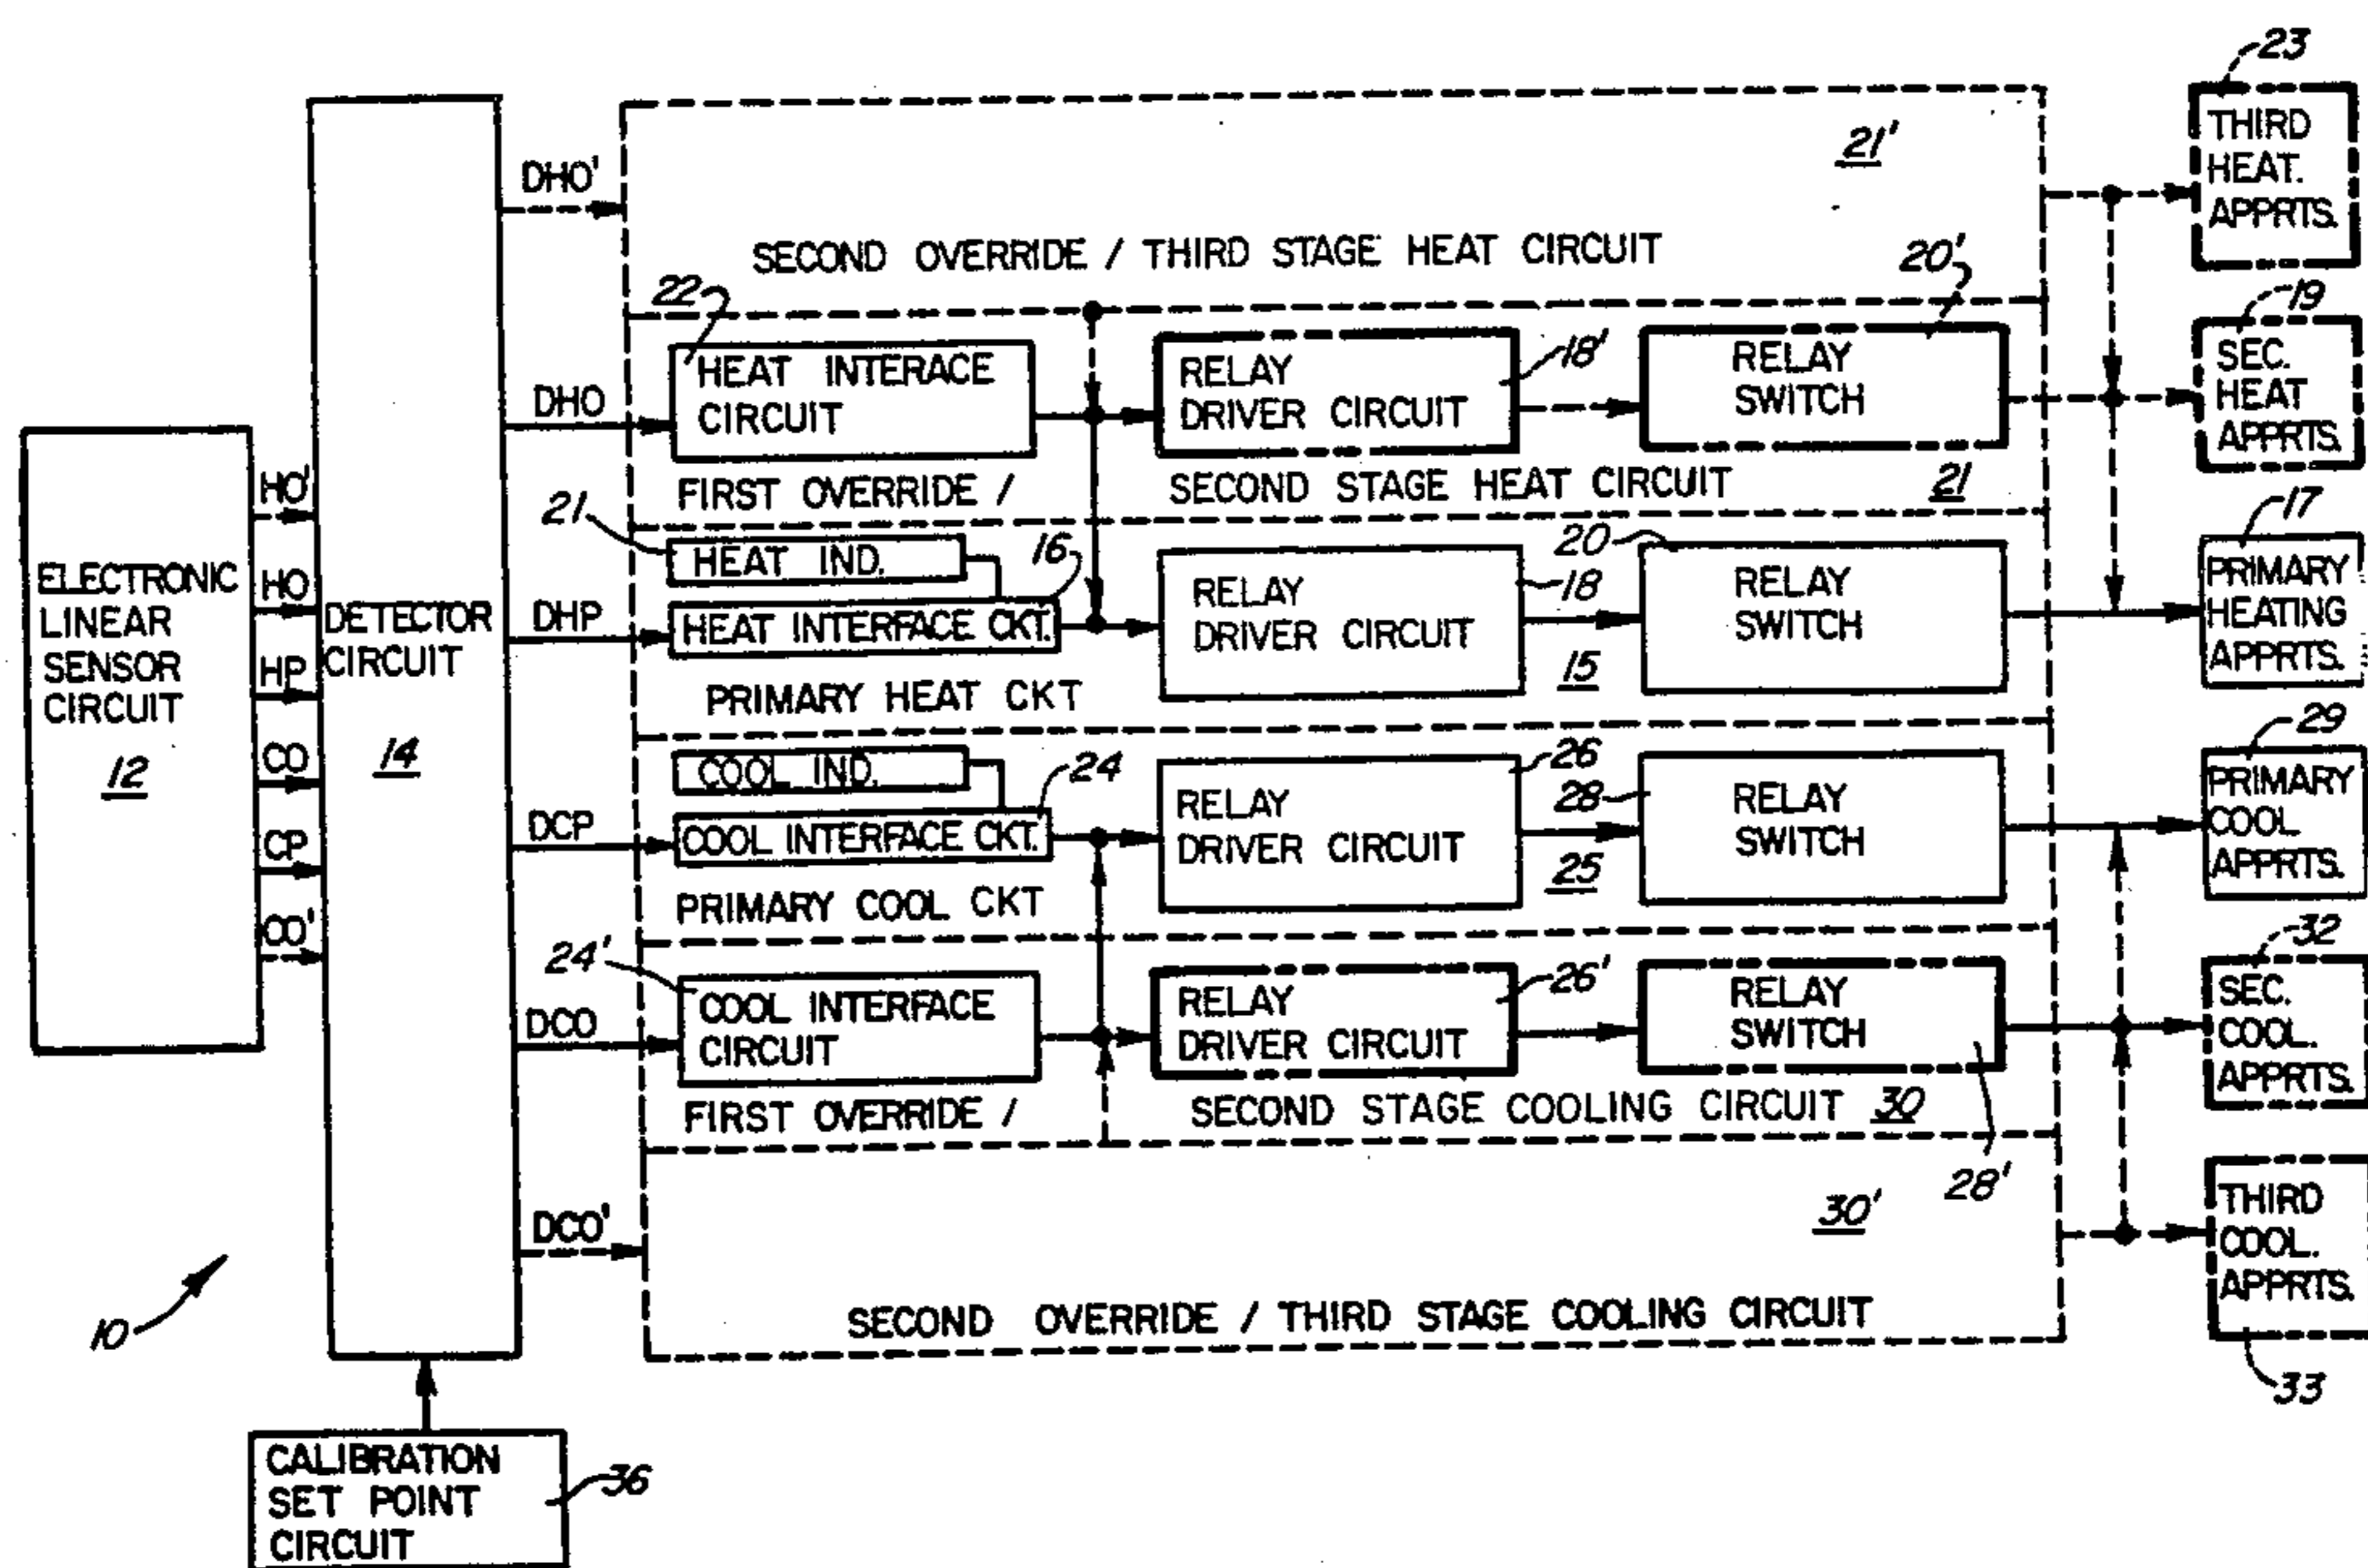 23
THIRD
HEAT.
APPRTS.
21'
DHO'
SECOND OVERRIDE / THIRD STAGE HEAT CIRCUIT
20'
22
19
HEAT INTERACE
CIRCUIT
RELAY
DRIVER CIRCUIT
18'
RELAY
SWITCH
SEC.
HEAT
APPRTS.
DHO
FIRST OVERRIDE / SECOND STAGE HEAT CIRCUIT 21
HO'
21
HEAT IND.
16
20
17
ELECTRONIC
LINEAR
SENSOR
CIRCUIT
12
HO
HP
CO
CP
CO'
DETECTOR
CIRCUIT
14
DHP
HEAT INTERFACE CKT.
RELAY
DRIVER CIRCUIT
18
15
RELAY
SWITCH
PRIMARY
HEATING
APPRTS.
PRIMARY HEAT CKT
COOL IND.
24
26
28
29
DCP
COOL INTERFACE CKT.
RELAY
DRIVER CIRCUIT
25
RELAY
SWITCH
PRIMARY
COOL
APPRTS.
PRIMARY COOL CKT
24'
26'
32
DCO
COOL INTERFACE
CIRCUIT
RELAY
DRIVER CIRCUIT
RELAY
SWITCH
SEC.
COOL.
APPRTS.
FIRST OVERRIDE / SECOND STAGE COOLING CIRCUIT 30
28'
DCO'
30'
THIRD
COOL.
APPRTS.
SECOND OVERRIDE / THIRD STAGE COOLING CIRCUIT
33
10
CALIBRATION
SET POINT
CIRCUIT
36